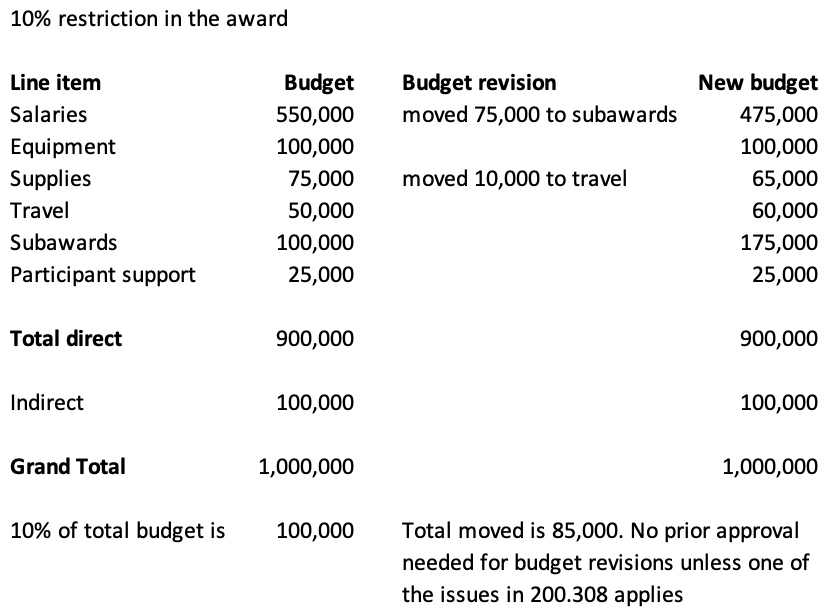 10% restriction in the award
Line item Budget Budget revision New budget
Salaries 550,000 moved 75,000 to subawards 475,000
Equipment 100,000 100,000
Supplies 75,000 moved 10,000 to travel 65,000
Travel 50,000 60,000
Subawards 100,000 175,000
Participant support 25,000 25,000
Total direct 900,000 900,000
Indirect 100,000 100,000
Grand Total 1,000,000 1,000,000
10% of total budget is 100,000 Total moved is 85,000. No prior approval
needed for budget revisions unless one of
the issues in 200.308 applies